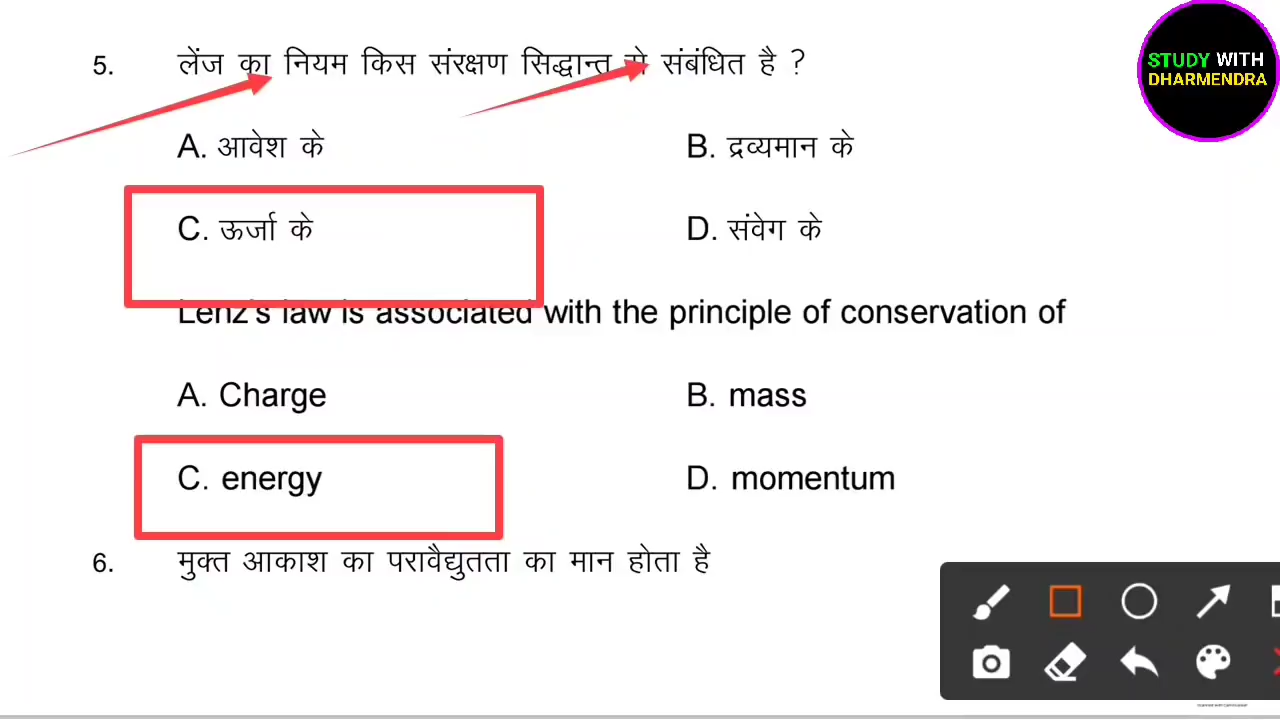 STUDY WITH
DHARMENDRA
5. लेंज का नियम किस संरक्षण सिद्धान्त से संबंधित है ?
A. आवेश के B. द्रव्यमान के
C. ऊर्जा के D. संवेग के
Lenz's law is associated with the principle of conservation of
A. Charge B. mass
C. energy D. momentum
6. मुक्त आकाश का परावैद्युतता का मान होता है